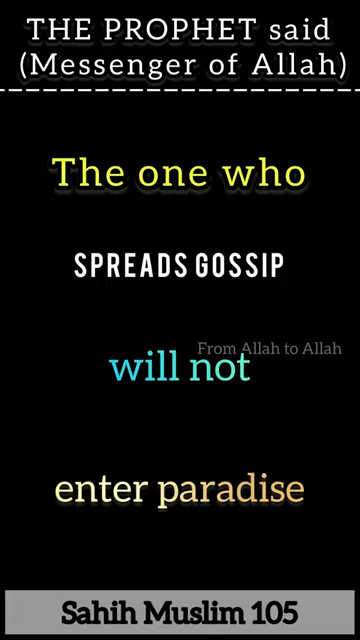 THE PROPHET said
(Messenger of Allah)
The one who
SPREADS GOSSIP
From Allah to Allah
will not
enter paradise
Sahih Muslim 105